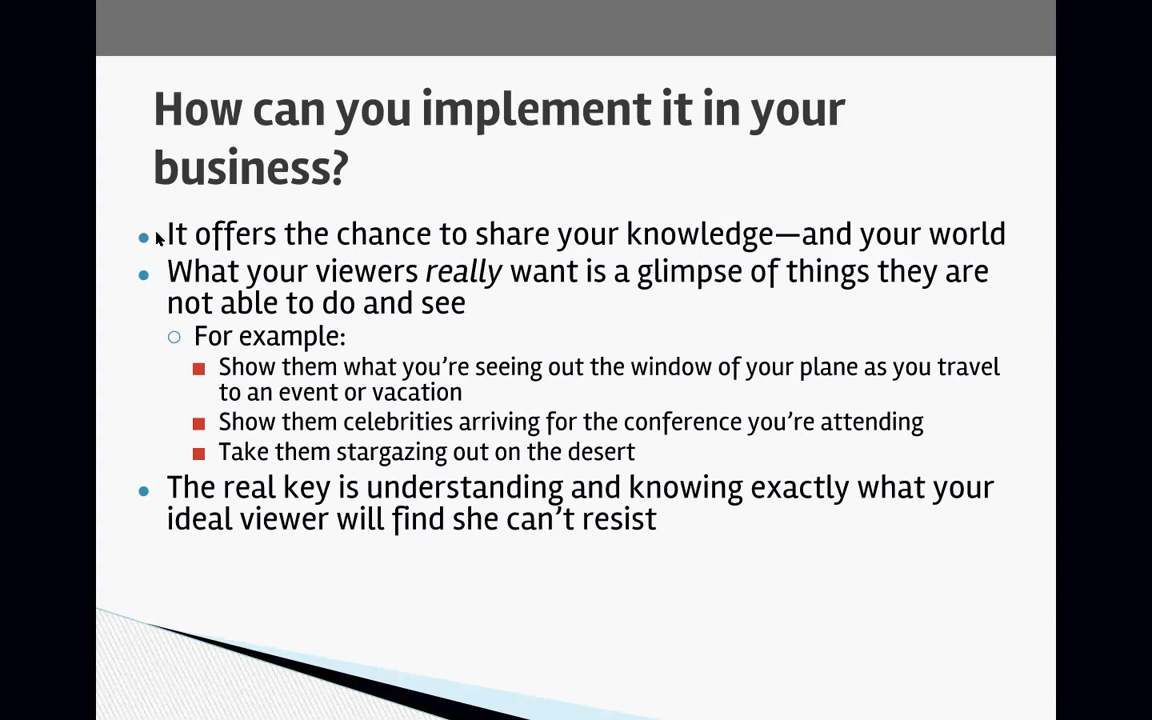 How can you implement it in your
business?
It offers the chance to share your knowledge—and your world
What your viewers really want is a glimpse of things they are
not able to do and see
For example:
Show them what you’re seeing out the window of your plane as you travel
to an event or vacation
Show them celebrities arriving for the conference you’re attending
Take them stargazing out on the desert
The real key is understanding and knowing exactly what your
ideal viewer will find she can’t resist